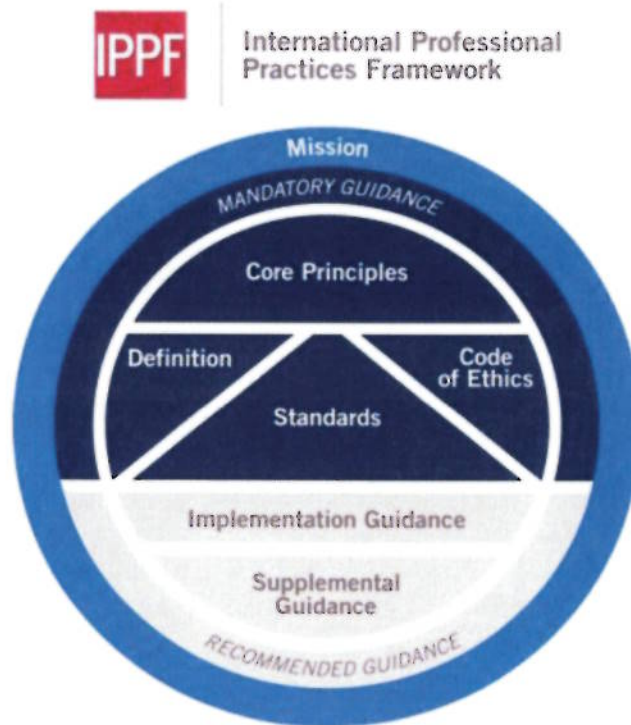 IPPF
International Professional
Practices Framework
Mission
MANDATORY GUIDANCE
Core Principles
Definition
Code
of Ethics
Standards
Implementation Guidance
Supplemental
Guidance
RECOMMENDED GUIDANCE